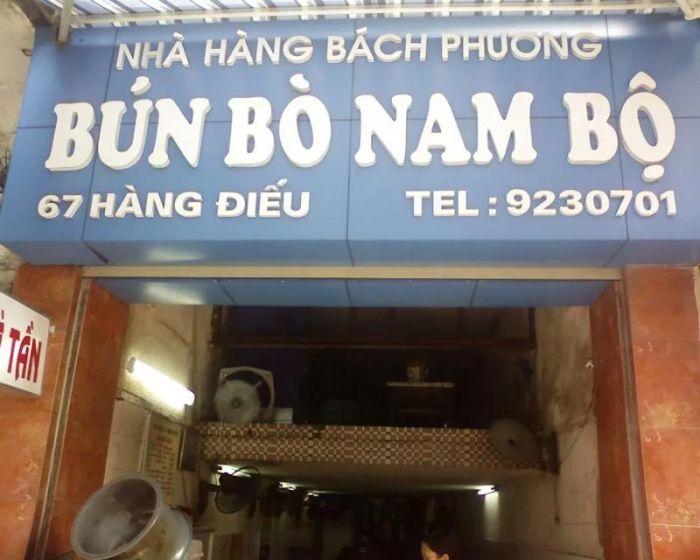 NHÀ HÀNG BÁCH PHƯƠNG
BÚN BÒ NAM BỘ
67 HÀNG ĐIẾU
TEL : 9230701
TẦN